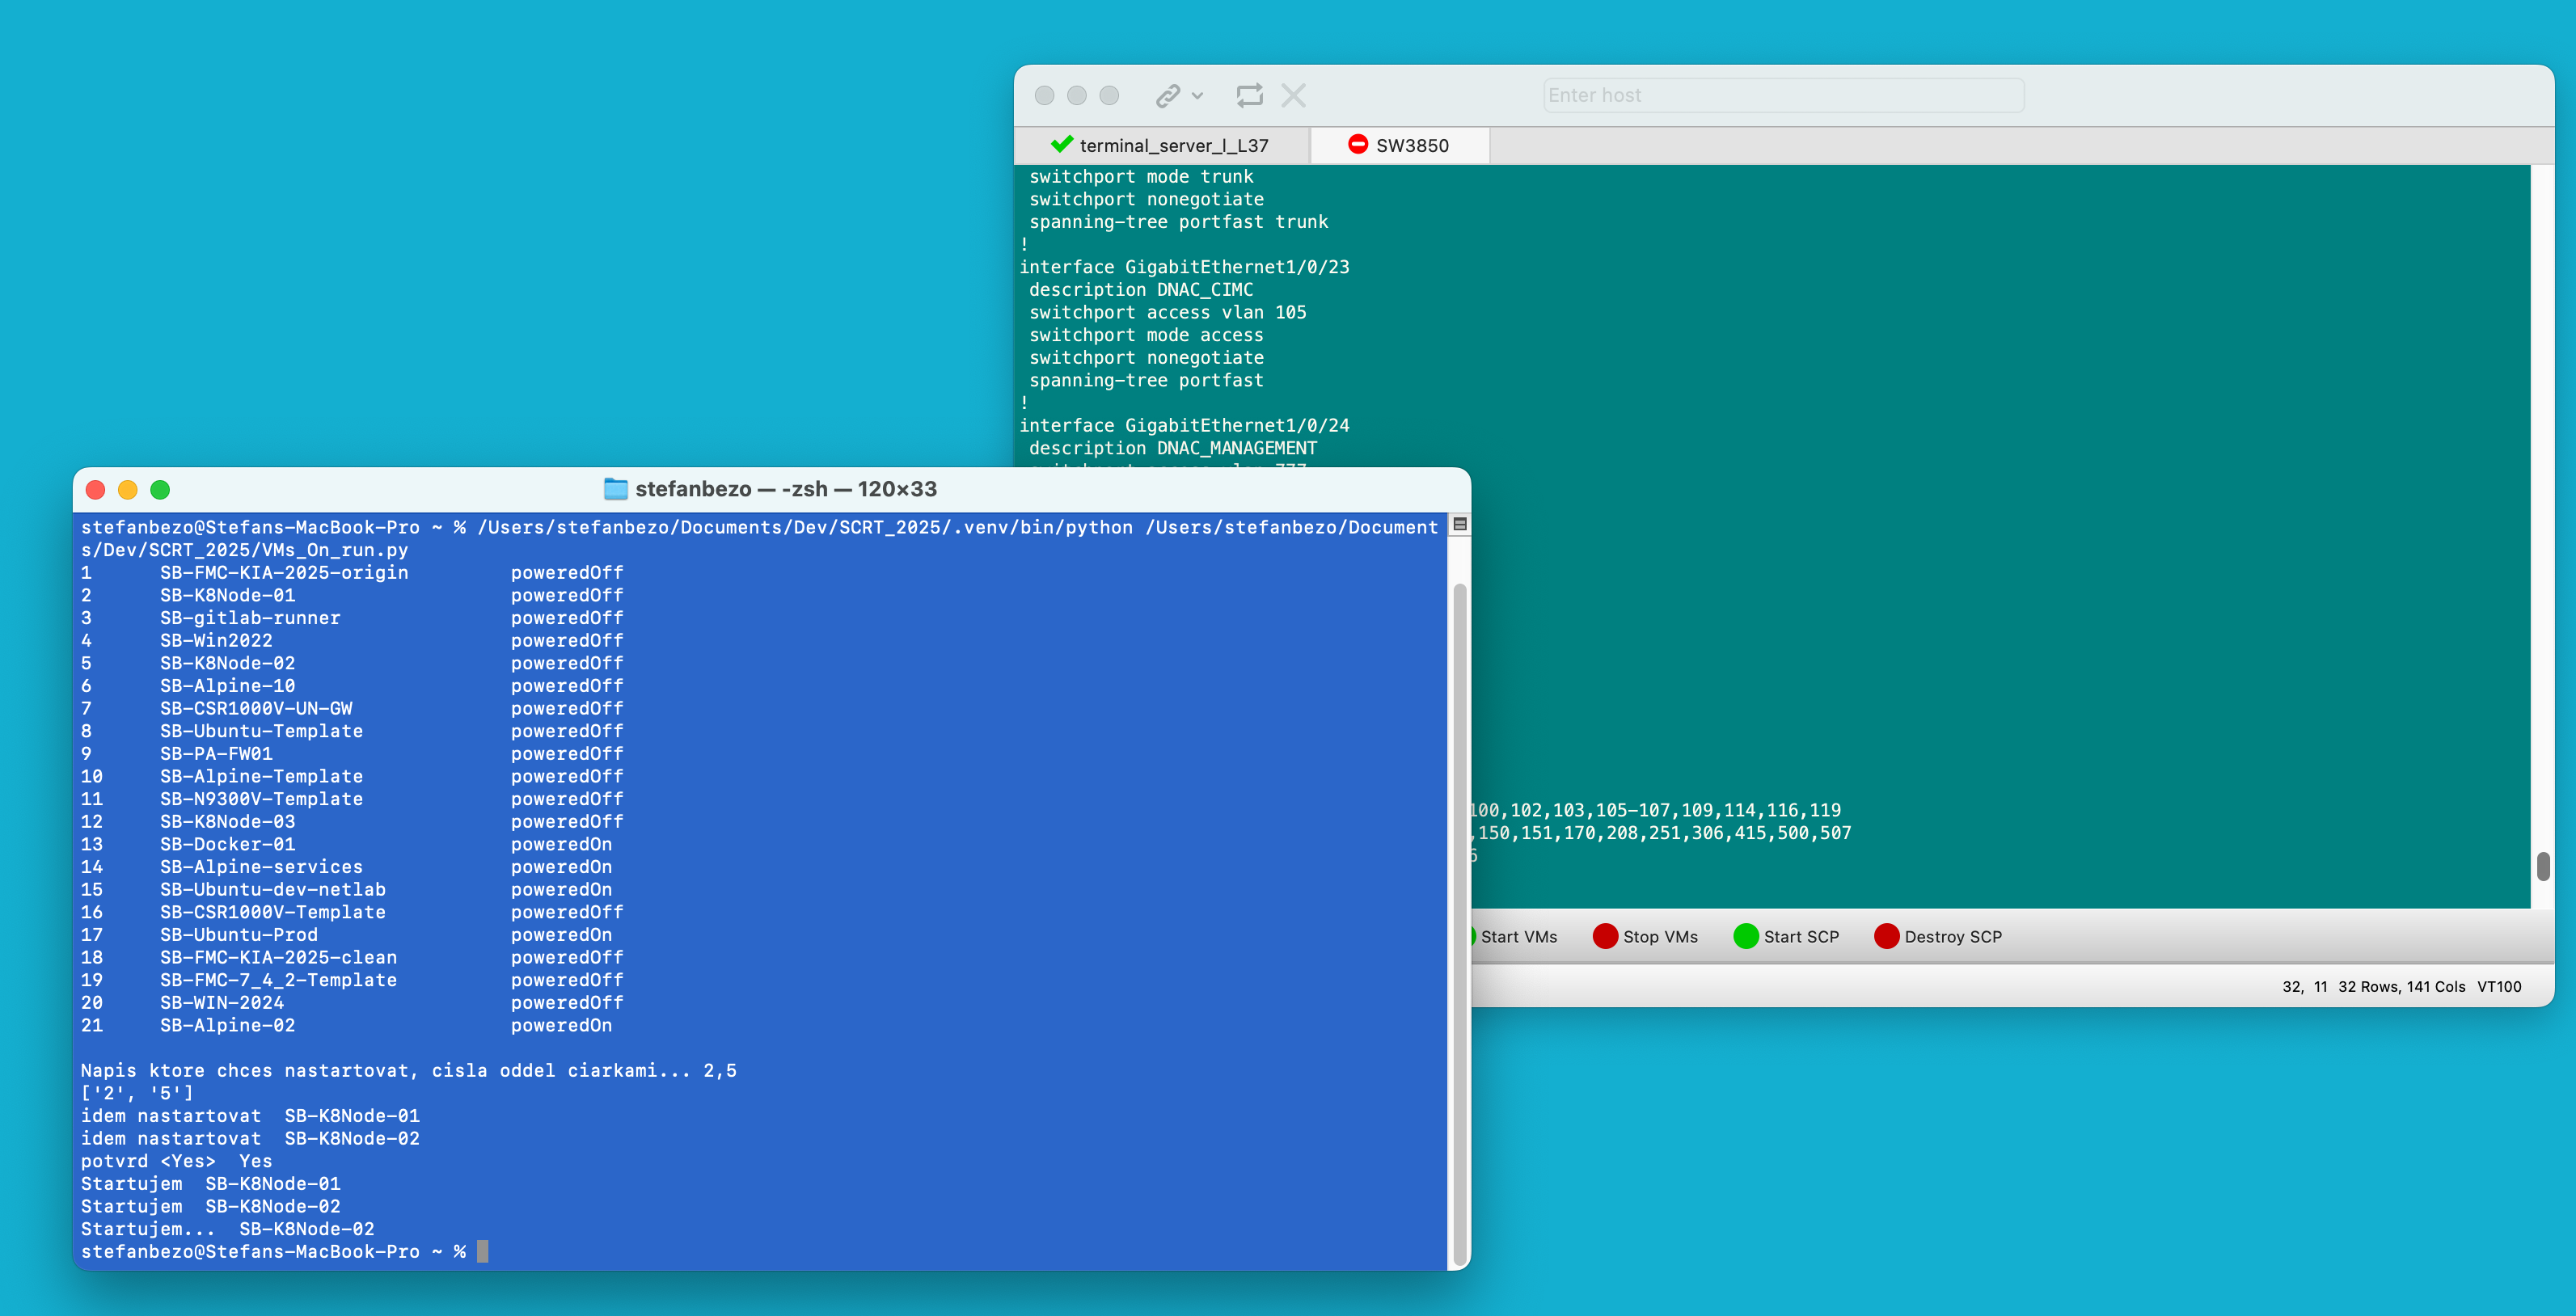 Enter host
terminal_server_l_L37
SW3850
switchport mode trunk
switchport nonegotiate
spanning-tree portfast trunk
!
interface GigabitEthernet1/0/23
description DNAC_CIMC
switchport access vlan 105
switchport mode access
switchport nonegotiate
spanning-tree portfast
!
interface GigabitEthernet1/0/24
description DNAC_MANAGEMENT
100,102,103,105-107,109,114,116,119
,150,151,170,208,251,306,415,500,507
Start VMs
Stop VMs
Start SCP
Destroy SCP
32, 11 32 Rows, 141 Cols VT100
stefanbezo — -zsh — 120×33
stefanbezo@Stefans-MacBook-Pro ~ % /Users/stefanbezo/Documents/Dev/SCRT_2025/.venv/bin/python /Users/stefanbezo/Document
s/Dev/SCRT_2025/VMs_On_run.py
1 SB-FMC-KIA-2025-origin poweredOff
2 SB-K8Node-01 poweredOff
3 SB-gitlab-runner poweredOff
4 SB-Win2022 poweredOff
5 SB-K8Node-02 poweredOff
6 SB-Alpine-10 poweredOff
7 SB-CSR1000V-UN-GW poweredOff
8 SB-Ubuntu-Template poweredOff
9 SB-PA-FW01 poweredOff
10 SB-Alpine-Template poweredOff
11 SB-N9300V-Template poweredOff
12 SB-K8Node-03 poweredOff
13 SB-Docker-01 poweredOn
14 SB-Alpine-services poweredOn
15 SB-Ubuntu-dev-netlab poweredOn
16 SB-CSR1000V-Template poweredOff
17 SB-Ubuntu-Prod poweredOn
18 SB-FMC-KIA-2025-clean poweredOff
19 SB-FMC-7_4_2-Template poweredOff
20 SB-WIN-2024 poweredOff
21 SB-Alpine-02 poweredOn
Napis ktore chces nastartovat, cisla oddel ciarkami... 2,5
['2', '5']
idem nastartovat SB-K8Node-01
idem nastartovat SB-K8Node-02
potvrd <Yes> Yes
Startujem SB-K8Node-01
Startujem SB-K8Node-02
Startujem... SB-K8Node-02
stefanbezo@Stefans-MacBook-Pro ~ %